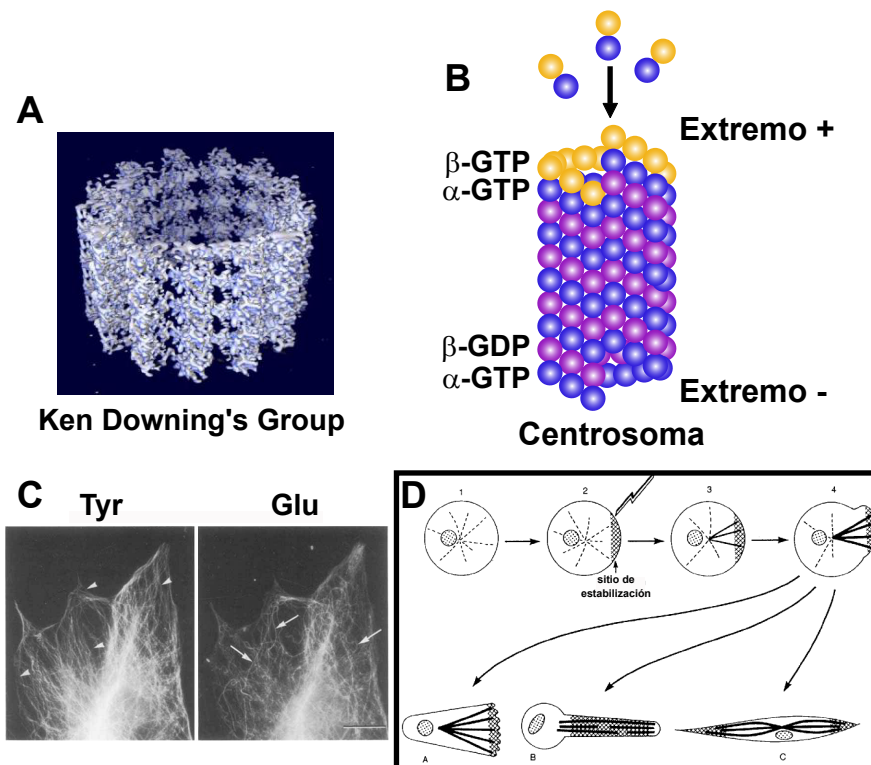 A
Ken Downing's Group
B
Extremo +
β-GTP
α-GTP
β-GDP
α-GTP
Extremo -
Centrosoma
C
Tyr
Glu
D
1
2
3
4
sitio de
estabilización
A
B
C